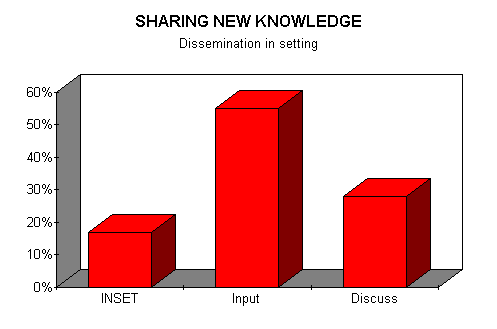 SHARING NEW KNOWLEDGE
Dissemination in setting
60%
50%
40%
30%
20%
10%
0%
INSET Input Discuss